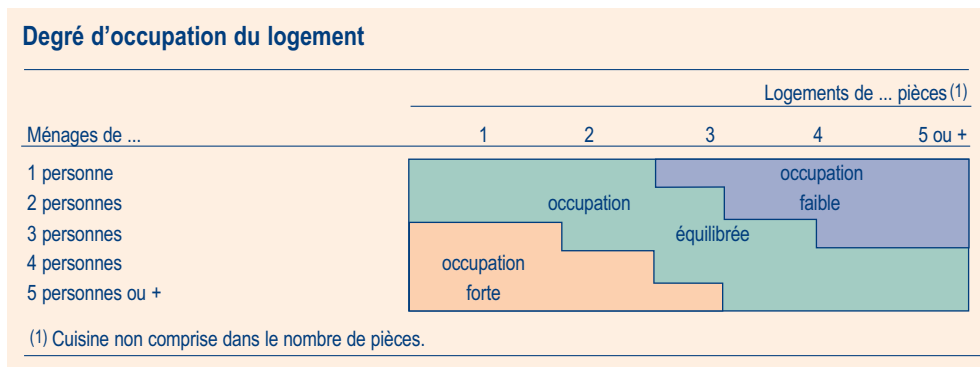 Degré d'occupation du logement
Logements de ... pièces (1)
Ménages de ... 1 2 3 4 5 ou +
1 personne occupation
2 personnes occupation faible
3 personnes équilibrée
4 personnes occupation
5 personnes ou + forte
(1) Cuisine non comprise dans le nombre de pièces.